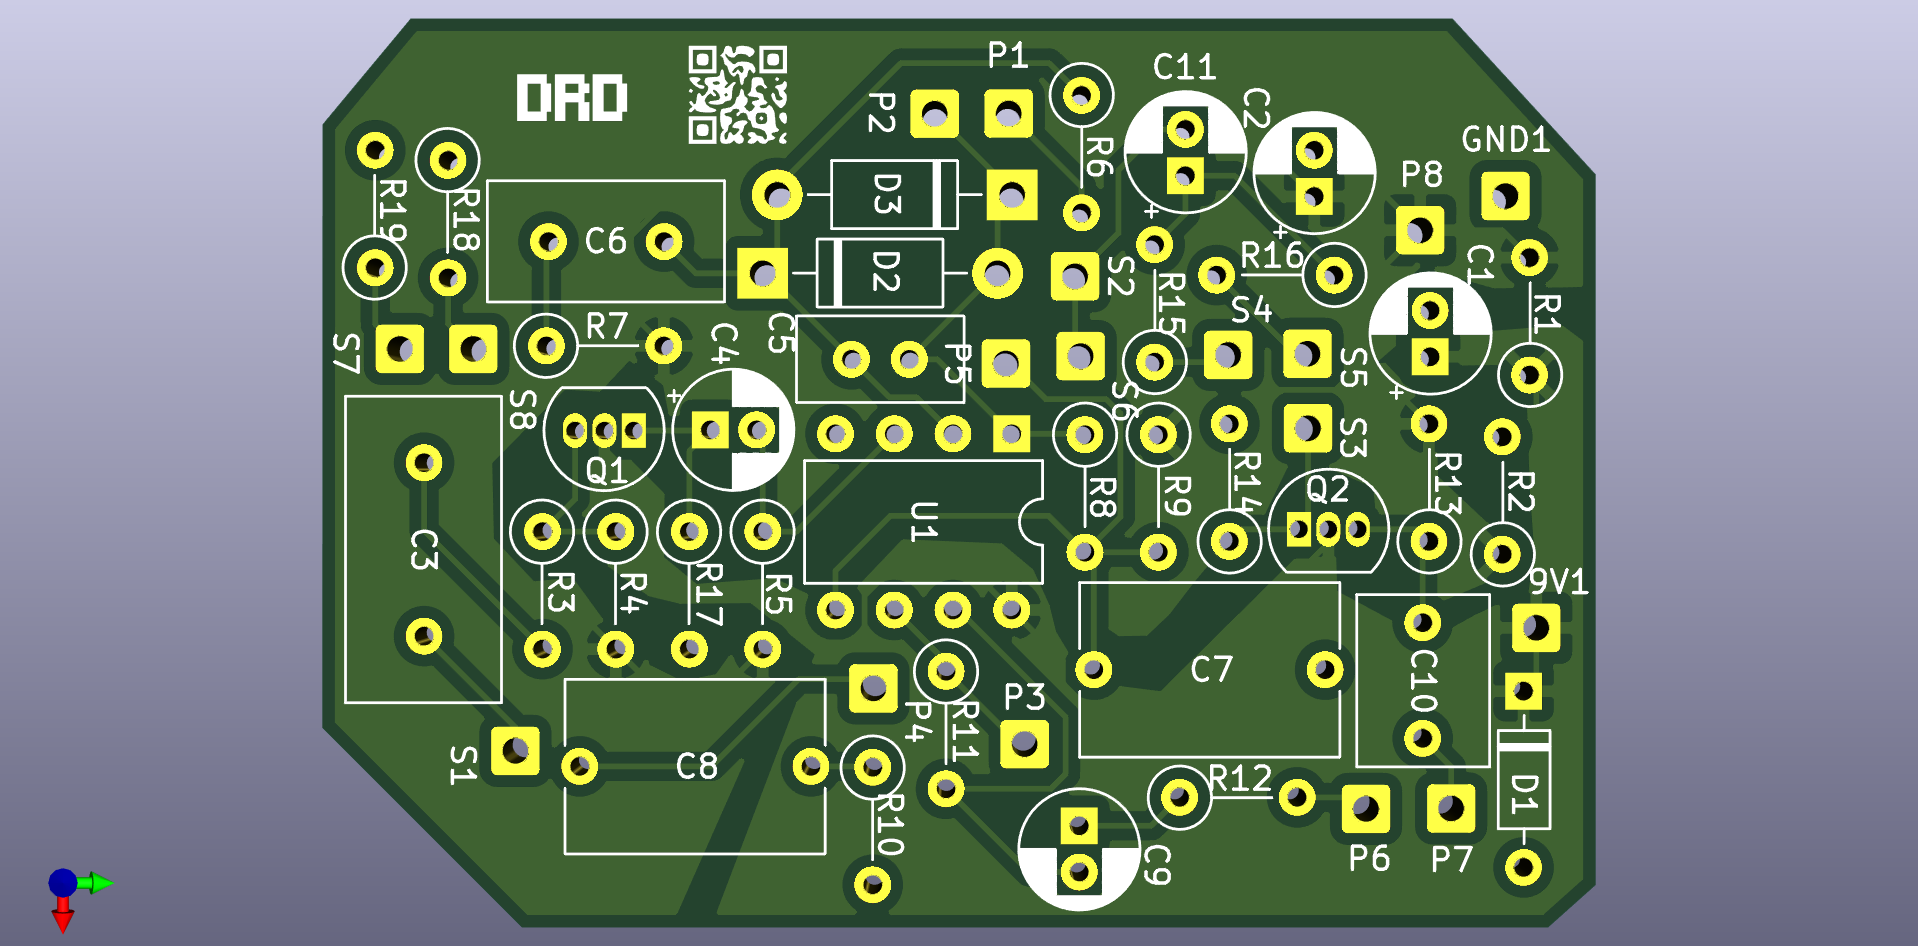 DRD
P1
C11
P2
C2
GND1
R6
P8
R19
R18
C6
D3
+
+
R16
C1
D2
S2
R15
S4
R1
S7
R7
C4
C5
P5
S5
+
S6
+
S8
Q1
S3
C3
U1
R8
R9
R14
Q2
R13
R2
R3
R4
R17
R5
9V1
C7
C10
P3
P4
R11
S1
C8
R12
D1
R10
C9
P6
P7